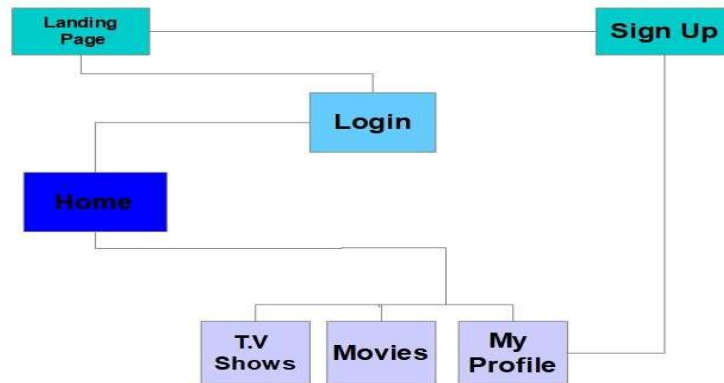 Landing
Page
Sign Up
Login
Home
T.V
Shows
Movies
My
Profile